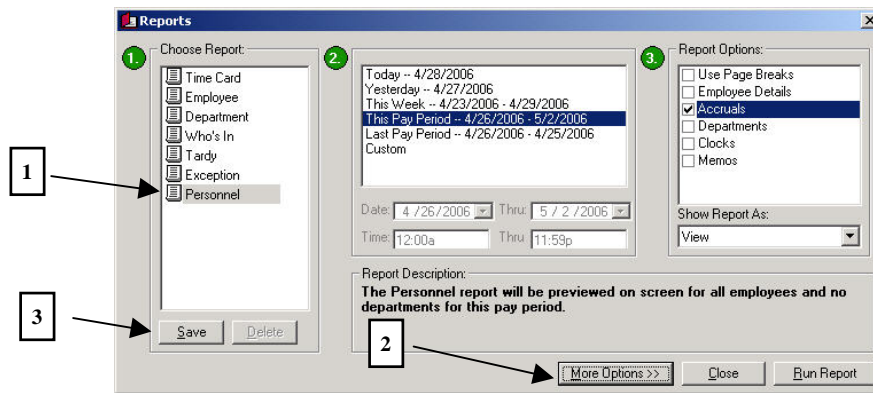 Reports
1.
Choose Report:
Time Card
Employee
Department
Who's In
Tardy
Exception
Personnel
Save
Delete
2.
Today -- 4/28/2006
Yesterday -- 4/27/2006
This Week -- 4/23/2006 - 4/29/2006
This Pay Period -- 4/26/2006 - 5/2/2006
Last Pay Period -- 4/26/2006 - 4/25/2006
Custom
Date: 4 /26/2006 Thru: 5 / 2 /2006
Time: 12:00a Thru 11:59p
3.
Report Options:
Use Page Breaks
Employee Details
Accruals
Departments
Clocks
Memos
Show Report As:
View
Report Description:
The Personnel report will be previewed on screen for all employees and no
departments for this pay period.
More Options >>
Close
Run Report
1
3
2